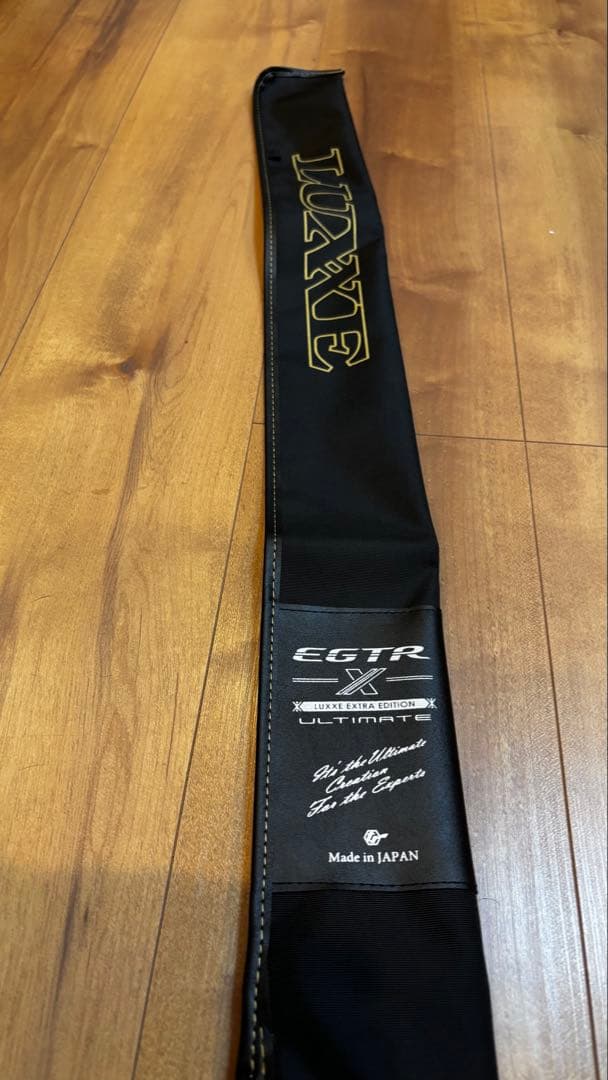 LUXXE
EGTR
X
LUXXE EXTRA EDITION
ULTIMATE
It's the Ultimate
Creation
For the Experts
Made in JAPAN